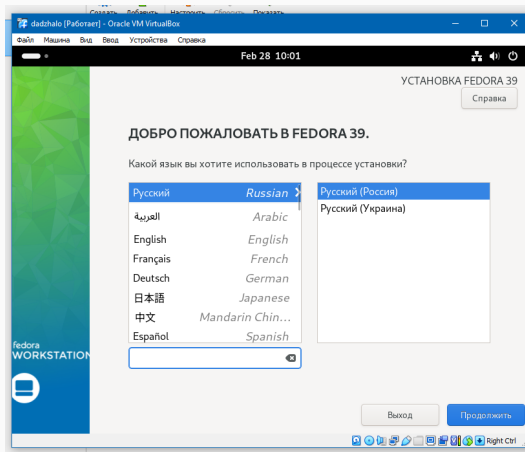 Создать Добавить Настроить Сбросить Показать
dadzhalo [Работает] - Oracle VM VirtualBox
Файл Машина Вид Ввод Устройства Справка
Feb 28 10:01
УСТАНОВКА FEDORA 39
Справка
ДОБРО ПОЖАЛОВАТЬ В FEDORA 39.
Какой язык вы хотите использовать в процессе установки?
Русский Russian
العربية Arabic
English English
Français French
Deutsch German
日本語 Japanese
中文 Mandarin Chin...
Español Spanish
Русский (Россия)
Русский (Украина)
fedora
WORKSTATION
Выход
Продолжить
Right Ctrl